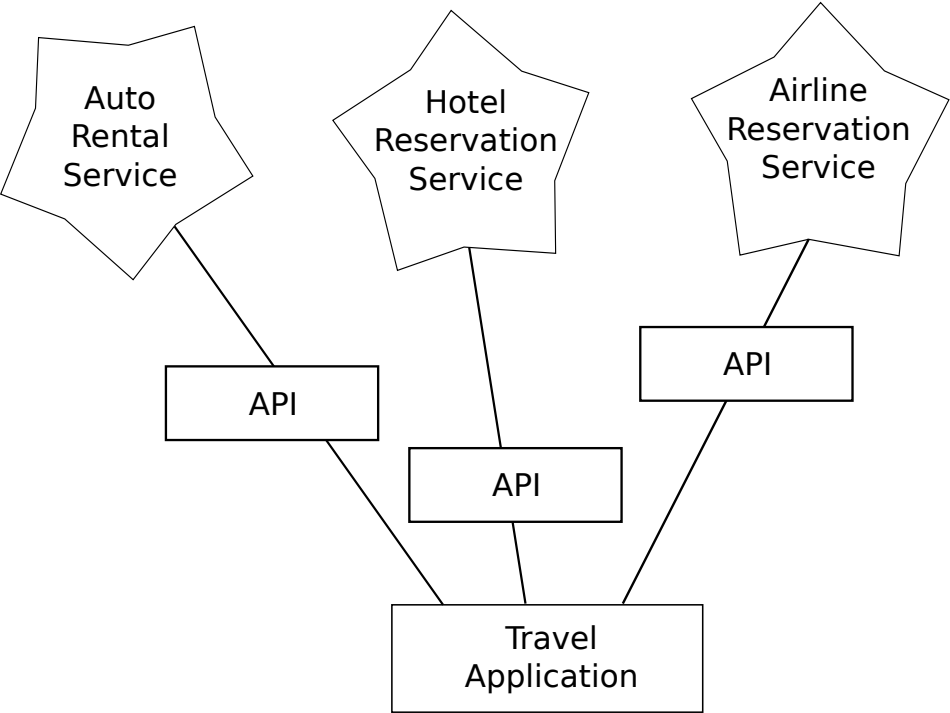 Auto
Rental
Service
Hotel
Reservation
Service
Airline
Reservation
Service
API
API
API
Travel
Application